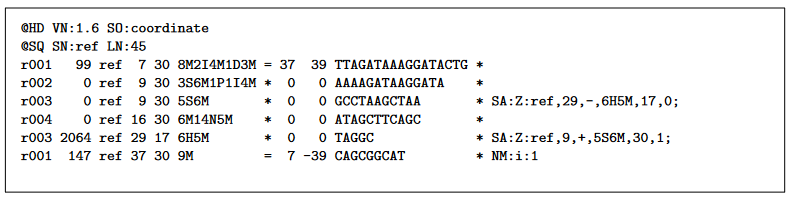 @HD VN:1.6 SO:coordinate
@SQ SN:ref LN:45
r001   99 ref  7 30 8M2I4M1D3M = 37  39 TTAGATAAAGGATACTG *
r002    0 ref  9 30 3S6M1P1I4M *  0   0 AAAAGATAAGGATA    *
r003    0 ref  9 30 5S6M       *  0   0 GCCTAAGCTAA       * SA:Z:ref,29,-,6H5M,17,0;
r004    0 ref 16 30 6M14N5M    *  0   0 ATAGCTTCAGC       *
r003 2064 ref 29 17 6H5M       *  0   0 TAGGC             * SA:Z:ref,9,+,5S6M,30,1;
r001  147 ref 37 30 9M         =  7 -39 CAGCGGCAT         * NM:i:1